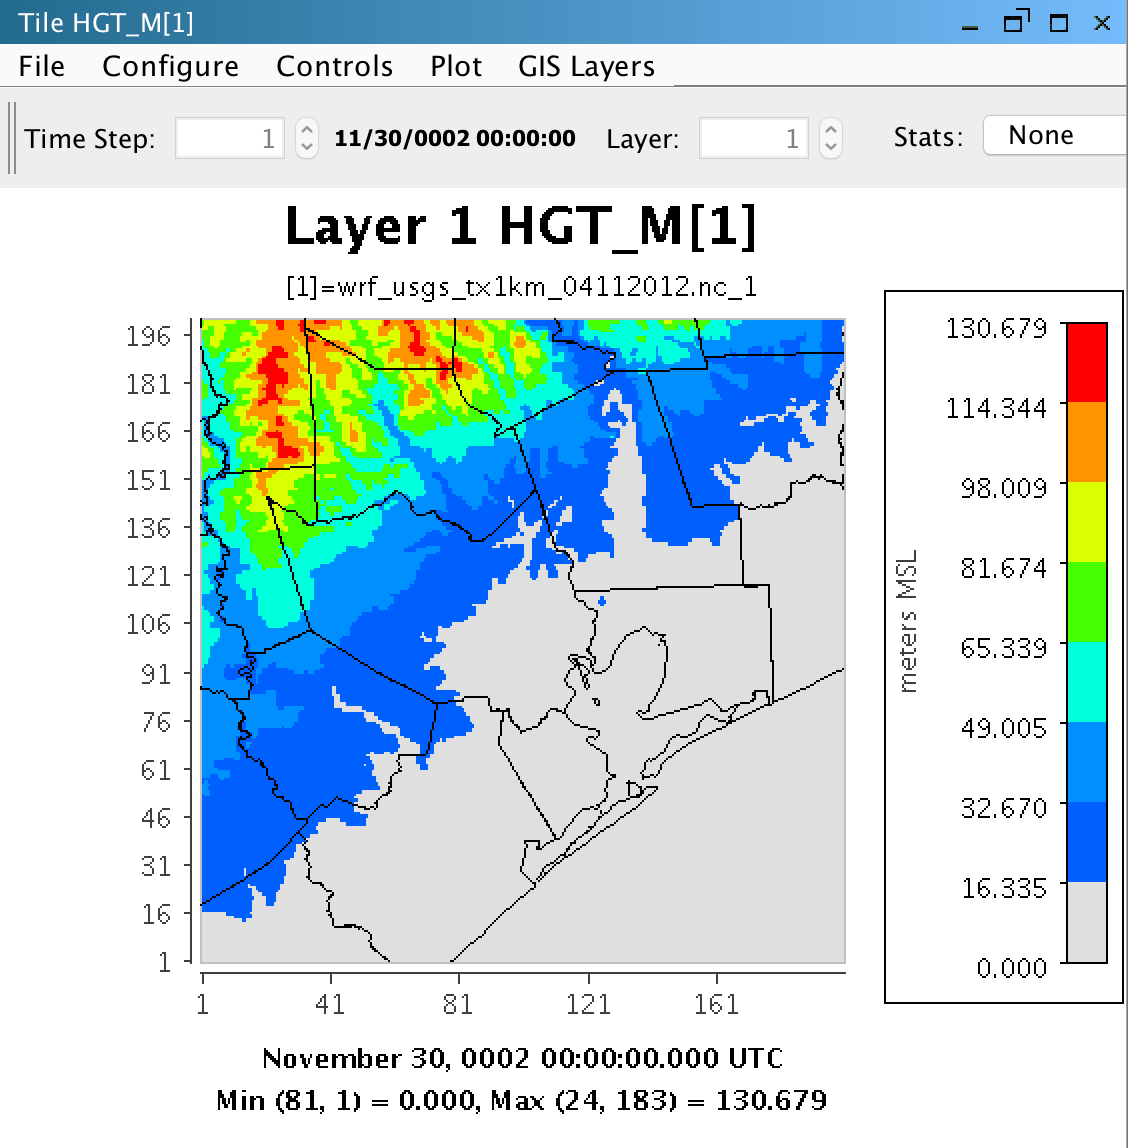 Tile HGT_M[1]
File Configure Controls Plot GIS Layers
Time Step: 1 11/30/0002 00:00:00 Layer: 1 Stats: None
Layer 1 HGT_M[1]
[1]=wrf_usgs_tx1km_04112012.nc_1
196
181
166
151
136
121
106
91
76
61
46
31
16
1
1 41 81 121 161
meters MSL
130.679
114.344
98.009
81.674
65.339
49.005
32.670
16.335
0.000
November 30, 0002 00:00:00.000 UTC
Min (81, 1) = 0.000, Max (24, 183) = 130.679